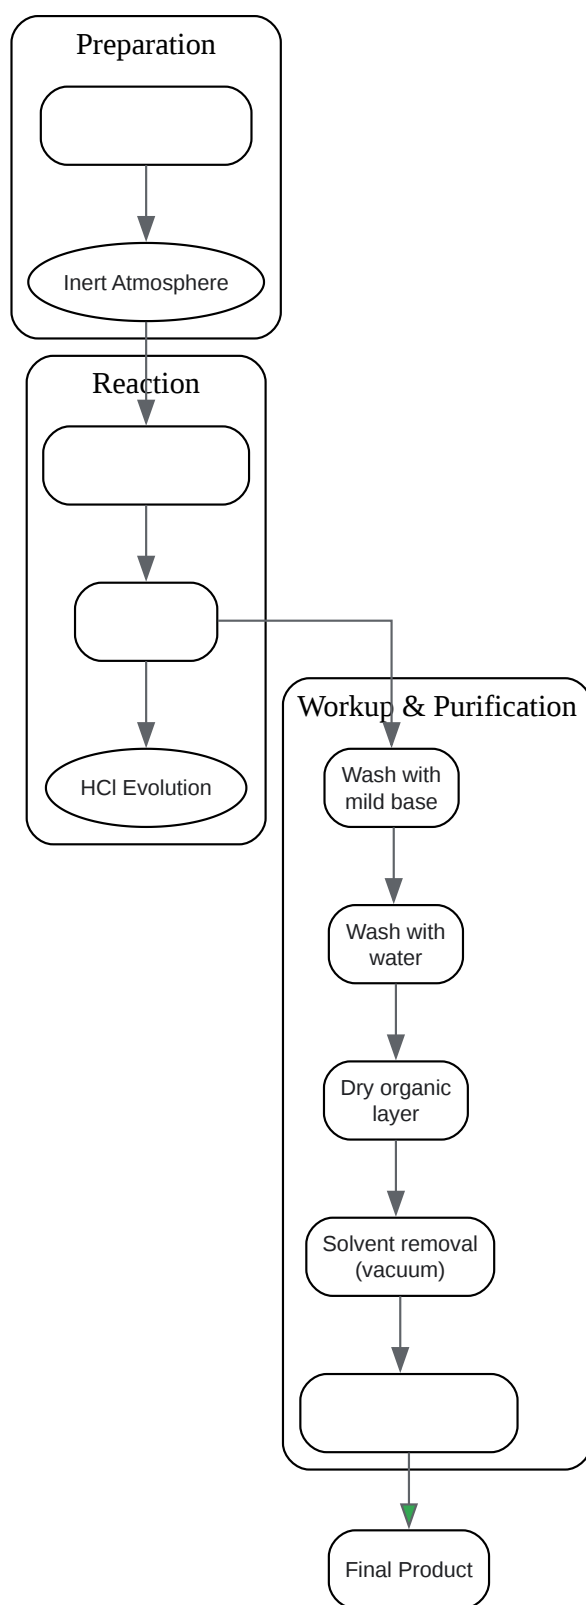 Preparation
Inert Atmosphere
Reaction
HCl Evolution
Workup & Purification
Wash with
mild base
Wash with
water
Dry organic
layer
Solvent removal
(vacuum)
Final Product